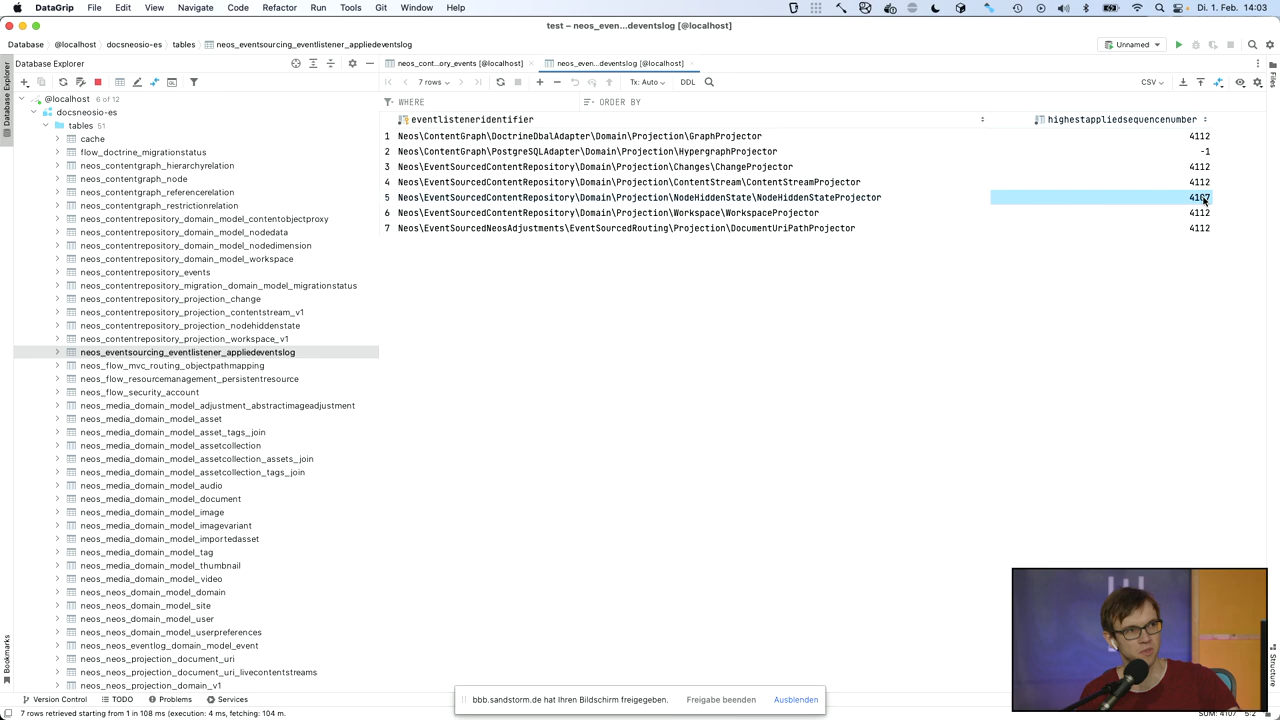 DataGrip File Edit View Navigate Code Refactor Run Tools Git Window Help Di. 1. Feb. 14:03
test – neos_even...deventslog [@localhost]
Database @localhost docsneosio-es tables neos_eventsourcing_eventlistener_appliedeventslog Unnamed
Database Explorer neos_cont...ory_events [@localhost] neos_even...deventslog [@localhost]
7 rows Tx: Auto DDL CSV
@localhost 6 of 12
WHERE ORDER BY
docsneosio-es
tables 51
cache
flow_doctrine_migrationstatus
neos_contentgraph_hierarchyrelation
neos_contentgraph_node
neos_contentgraph_referencerelation
neos_contentgraph_restrictionrelation
neos_contentrepository_domain_model_contentobjectproxy
neos_contentrepository_domain_model_nodedata
neos_contentrepository_domain_model_nodedimension
neos_contentrepository_domain_model_workspace
neos_contentrepository_events
neos_contentrepository_migration_domain_model_migrationstatus
neos_contentrepository_projection_change
neos_contentrepository_projection_contentstream_v1
neos_contentrepository_projection_nodehiddenstate
neos_contentrepository_projection_workspace_v1
neos_eventsourcing_eventlistener_appliedeventslog
neos_flow_mvc_routing_objectpathmapping
neos_flow_resourcemanagement_persistentresource
neos_flow_security_account
neos_media_domain_model_adjustment_abstractimageadjustment
neos_media_domain_model_asset
neos_media_domain_model_asset_tags_join
neos_media_domain_model_assetcollection
neos_media_domain_model_assetcollection_assets_join
neos_media_domain_model_assetcollection_tags_join
neos_media_domain_model_audio
neos_media_domain_model_document
neos_media_domain_model_image
neos_media_domain_model_imagevariant
neos_media_domain_model_importedasset
neos_media_domain_model_tag
neos_media_domain_model_thumbnail
neos_media_domain_model_video
neos_neos_domain_model_domain
neos_neos_domain_model_site
neos_neos_domain_model_user
neos_neos_domain_model_userpreferences
neos_neos_eventlog_domain_model_event
neos_neos_projection_document_uri
neos_neos_projection_document_uri_livecontentstreams
neos_neos_projection_domain_v1
eventlisteneridentifier highestappliedsequencenumber
1 Neos\ContentGraph\DoctrineDbalAdapter\Domain\Projection\GraphProjector 4112
2 Neos\ContentGraph\PostgreSQLAdapter\Domain\Projection\HypergraphProjector -1
3 Neos\EventSourcedContentRepository\Domain\Projection\Changes\ChangeProjector 4112
4 Neos\EventSourcedContentRepository\Domain\Projection\ContentStream\ContentStreamProjector 4112
5 Neos\EventSourcedContentRepository\Domain\Projection\NodeHiddenState\NodeHiddenStateProjector 4107
6 Neos\EventSourcedContentRepository\Domain\Projection\Workspace\WorkspaceProjector 4112
7 Neos\EventSourcedNeosAdjustments\EventSourcedRouting\Projection\DocumentUriPathProjector 4112
Database Explorer
Bookmarks
Files
Structure
Version Control TODO Problems Services
bbb.sandstorm.de hat Ihren Bildschirm freigegeben. Freigabe beenden Ausblenden
7 rows retrieved starting from 1 in 108 ms (execution: 4 ms, fetching: 104 m. SUM: 4107 5:2